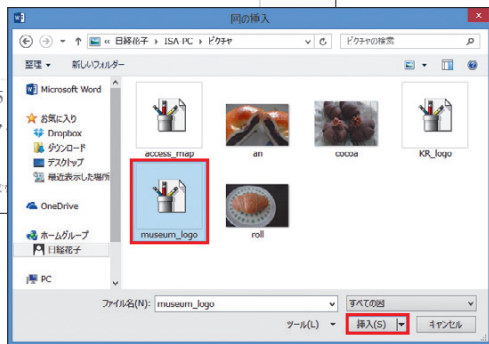 図の挿入
« 日経花子 › ISA-PC › ピクチャ
ピクチャの検索
整理
新しいフォルダー
Microsoft Word
お気に入り
Dropbox
ダウンロード
デスクトップ
最近表示した場所
OneDrive
ホームグループ
日経花子
PC
access_map
an
cocoa
KR_logo
museum_logo
roll
ファイル名(N):
museum_logo
すべての図
ツール(L)
挿入(S)
キャンセル